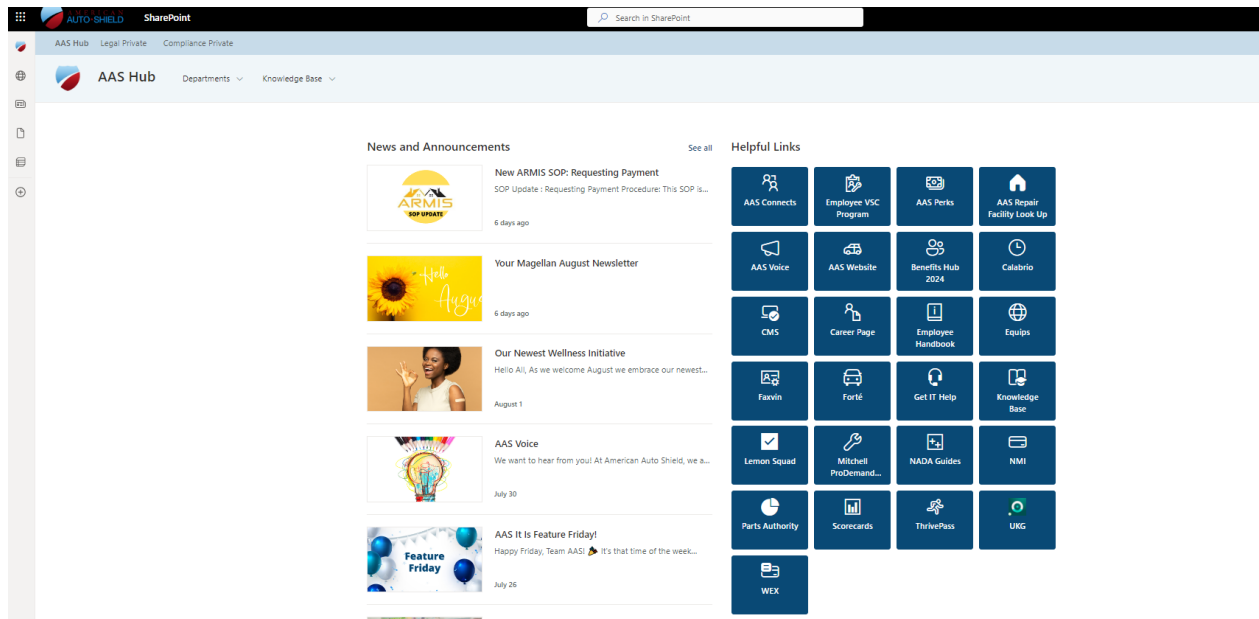 AMERICAN
AUTO·SHIELD
SharePoint
Search in SharePoint
AAS Hub Legal Private Compliance Private
AAS Hub Departments Knowledge Base
News and Announcements See all
New ARMIS SOP: Requesting Payment
SOP Update : Requesting Payment Procedure: This SOP is...
6 days ago
ARMIS
SOP UPDATE
Your Magellan August Newsletter
6 days ago
Hello
Augu
Our Newest Wellness Initiative
Hello All, As we welcome August we embrace our newest...
August 1
AAS Voice
We want to hear from you! At American Auto Shield, we a...
July 30
AAS It Is Feature Friday!
Happy Friday, Team AAS! 🎉 It's that time of the week...
July 26
Feature
Friday
Helpful Links
AAS Connects
Employee VSC
Program
AAS Perks
AAS Repair
Facility Look Up
AAS Voice
AAS Website
Benefits Hub
2024
Calabrio
CMS
Career Page
Employee
Handbook
Equips
Faxvin
Forté
Get IT Help
Knowledge
Base
Lemon Squad
Mitchell
ProDemand...
NADA Guides
NMI
Parts Authority
Scorecards
ThrivePass
UKG
WEX